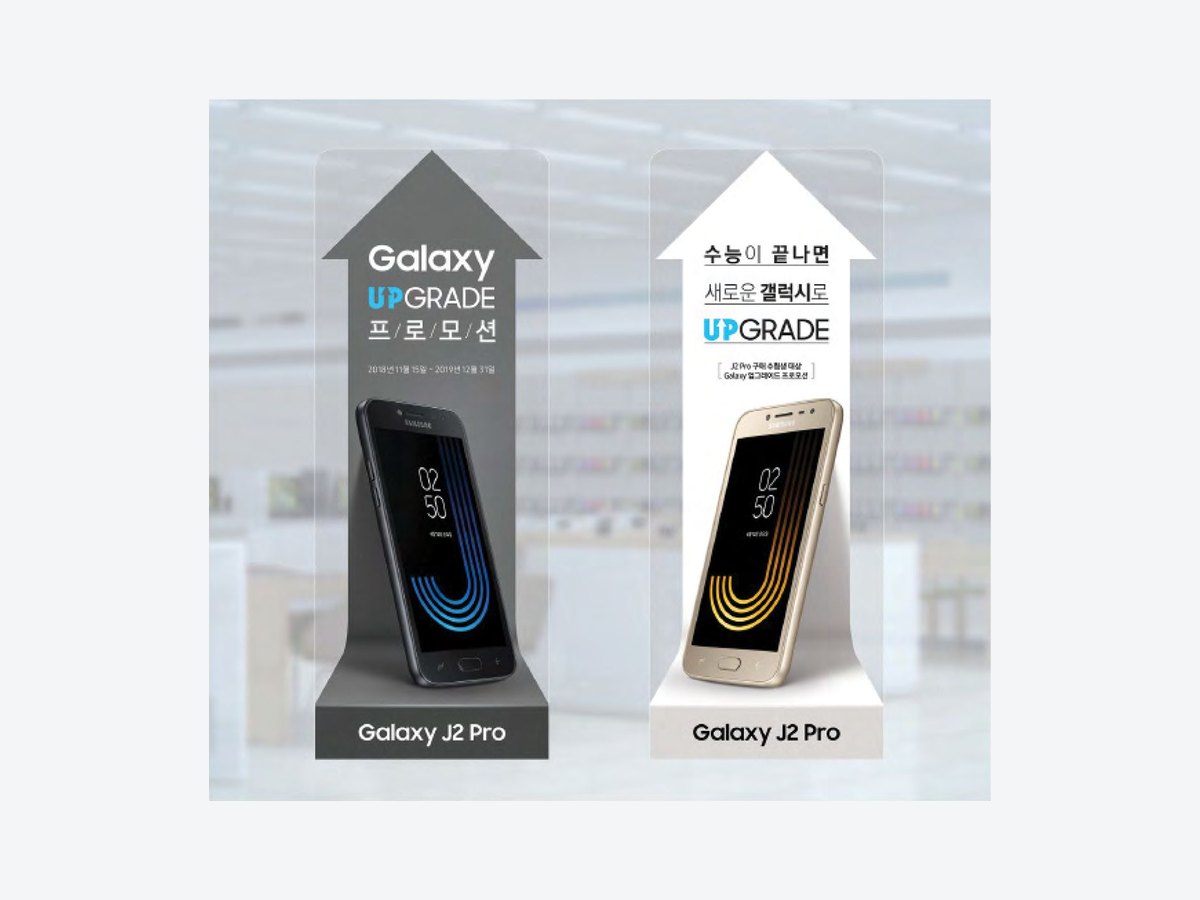 Galaxy
UPGRADE
프/로/모/션
2018년 11월 15일 ~ 2019년 12월 31일
SAMSUNG
02
50
Galaxy J2 Pro
수능이 끝나면
새로운 갤럭시로
UPGRADE
[ J2 Pro 구매 수험생 대상
Galaxy 업그레이드 프로모션 ]
SAMSUNG
02
50
Galaxy J2 Pro